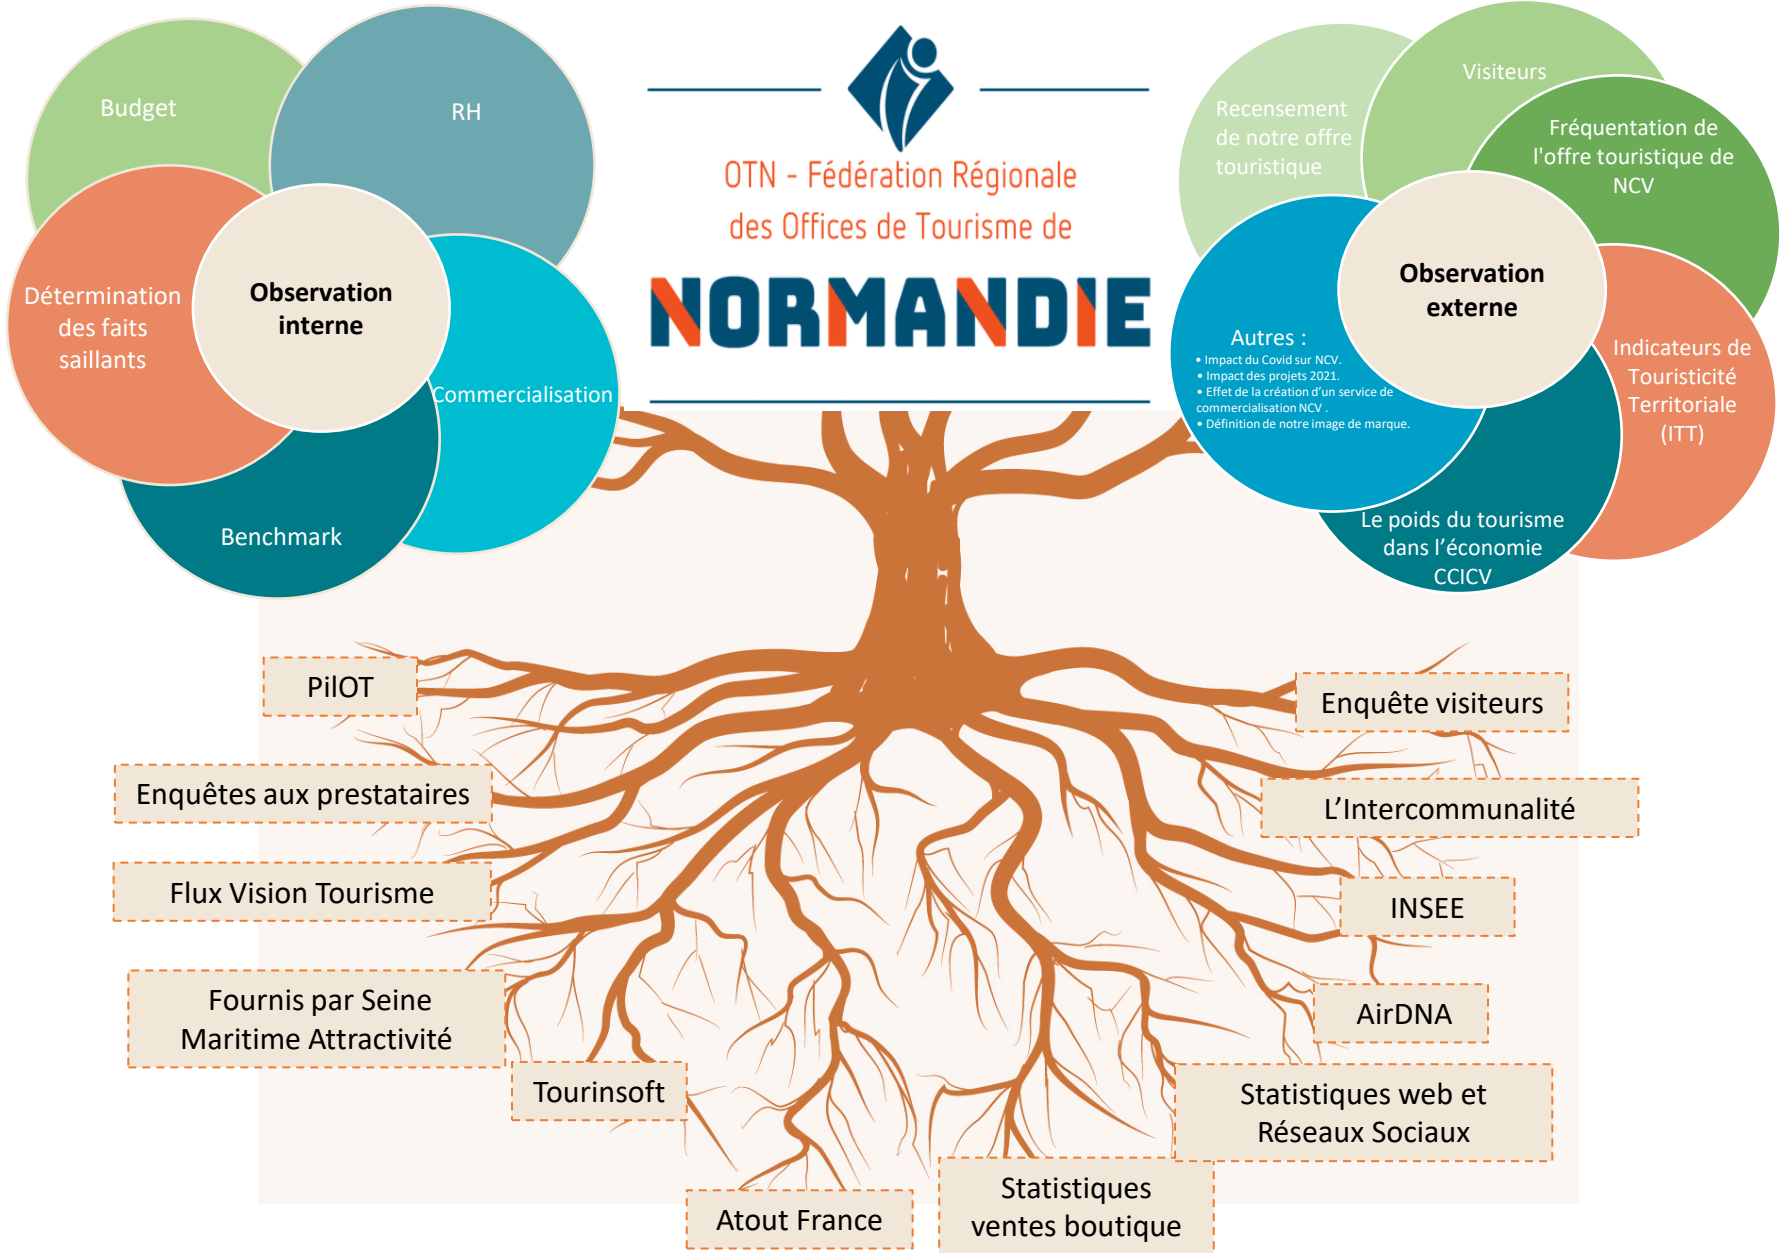 Budget
RH
Détermination
des faits
saillants
Observation
interne
Commercialisation
Benchmark
OTN - Fédération Régionale
des Offices de Tourisme de
NORMANDIE
Recensement
de notre offre
touristique
Visiteurs
Fréquentation de
l'offre touristique de
NCV
Observation
externe
Autres :
• Impact du Covid sur NCV.
• Impact des projets 2021.
• Effet de la création d’un service de
commercialisation NCV .
• Définition de notre image de marque.
Indicateurs de
Touristicité
Territoriale
(ITT)
Le poids du tourisme
dans l’économie
CCICV
PilOT
Enquêtes aux prestataires
Flux Vision Tourisme
Fournis par Seine
Maritime Attractivité
Tourinsoft
Atout France
Statistiques
ventes boutique
Statistiques web et
Réseaux Sociaux
AirDNA
INSEE
L’Intercommunalité
Enquête visiteurs